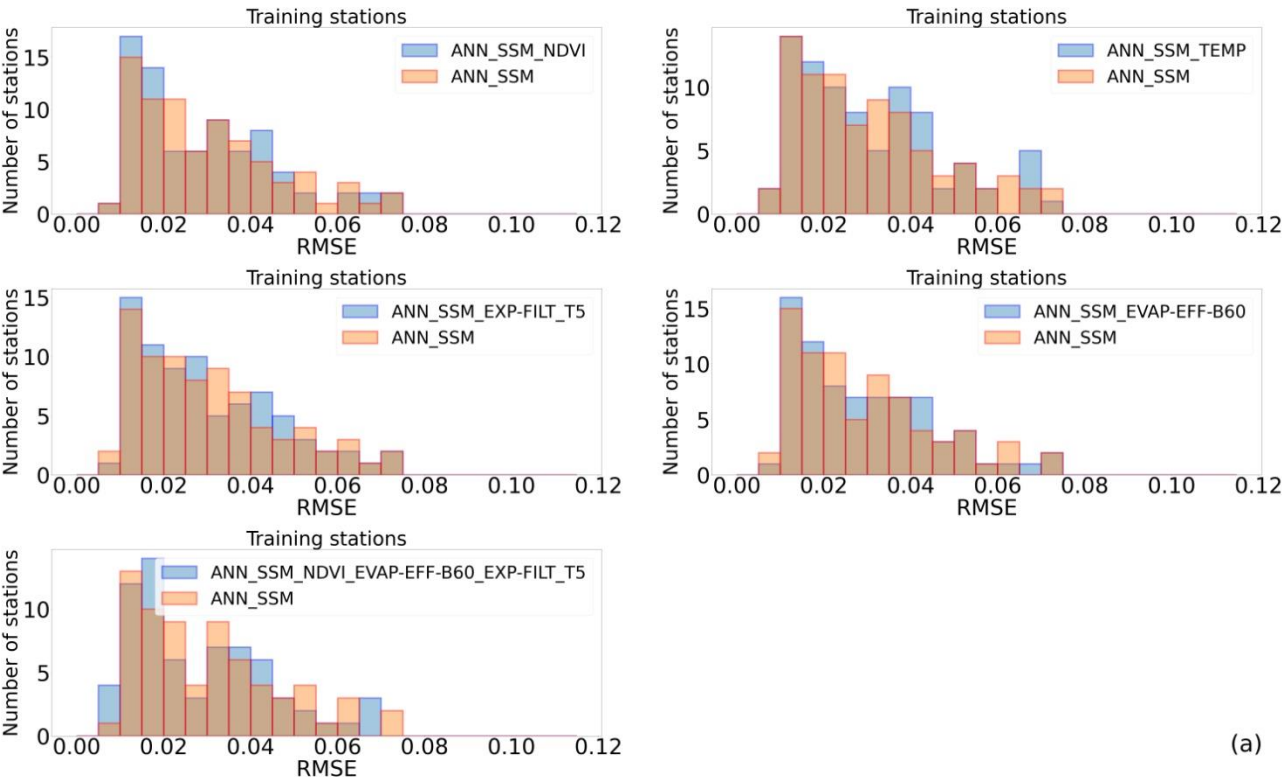 Training stations
Number of stations
15
10
5
0
ANN_SSM_NDVI
ANN_SSM
0.00 0.02 0.04 0.06 0.08 0.10 0.12
RMSE
Training stations
Number of stations
10
5
0
ANN_SSM_TEMP
ANN_SSM
0.00 0.02 0.04 0.06 0.08 0.10 0.12
RMSE
Training stations
Number of stations
15
10
5
0
ANN_SSM_EXP-FILT_T5
ANN_SSM
0.00 0.02 0.04 0.06 0.08 0.10 0.12
RMSE
Training stations
Number of stations
15
10
5
0
ANN_SSM_EVAP-EFF-B60
ANN_SSM
0.00 0.02 0.04 0.06 0.08 0.10 0.12
RMSE
Training stations
Number of stations
10
5
0
ANN_SSM_NDVI_EVAP-EFF-B60_EXP-FILT_T5
ANN_SSM
0.00 0.02 0.04 0.06 0.08 0.10 0.12
RMSE
(a)